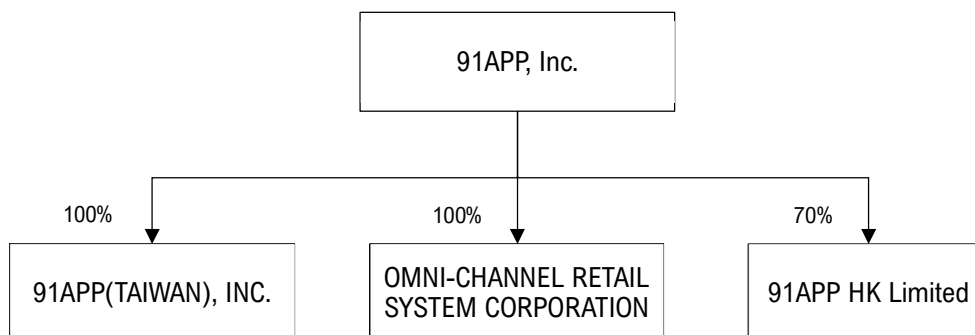 91APP, Inc.
100%
100%
70%
91APP(TAIWAN), INC.
OMNI-CHANNEL RETAIL
SYSTEM CORPORATION
91APP HK Limited